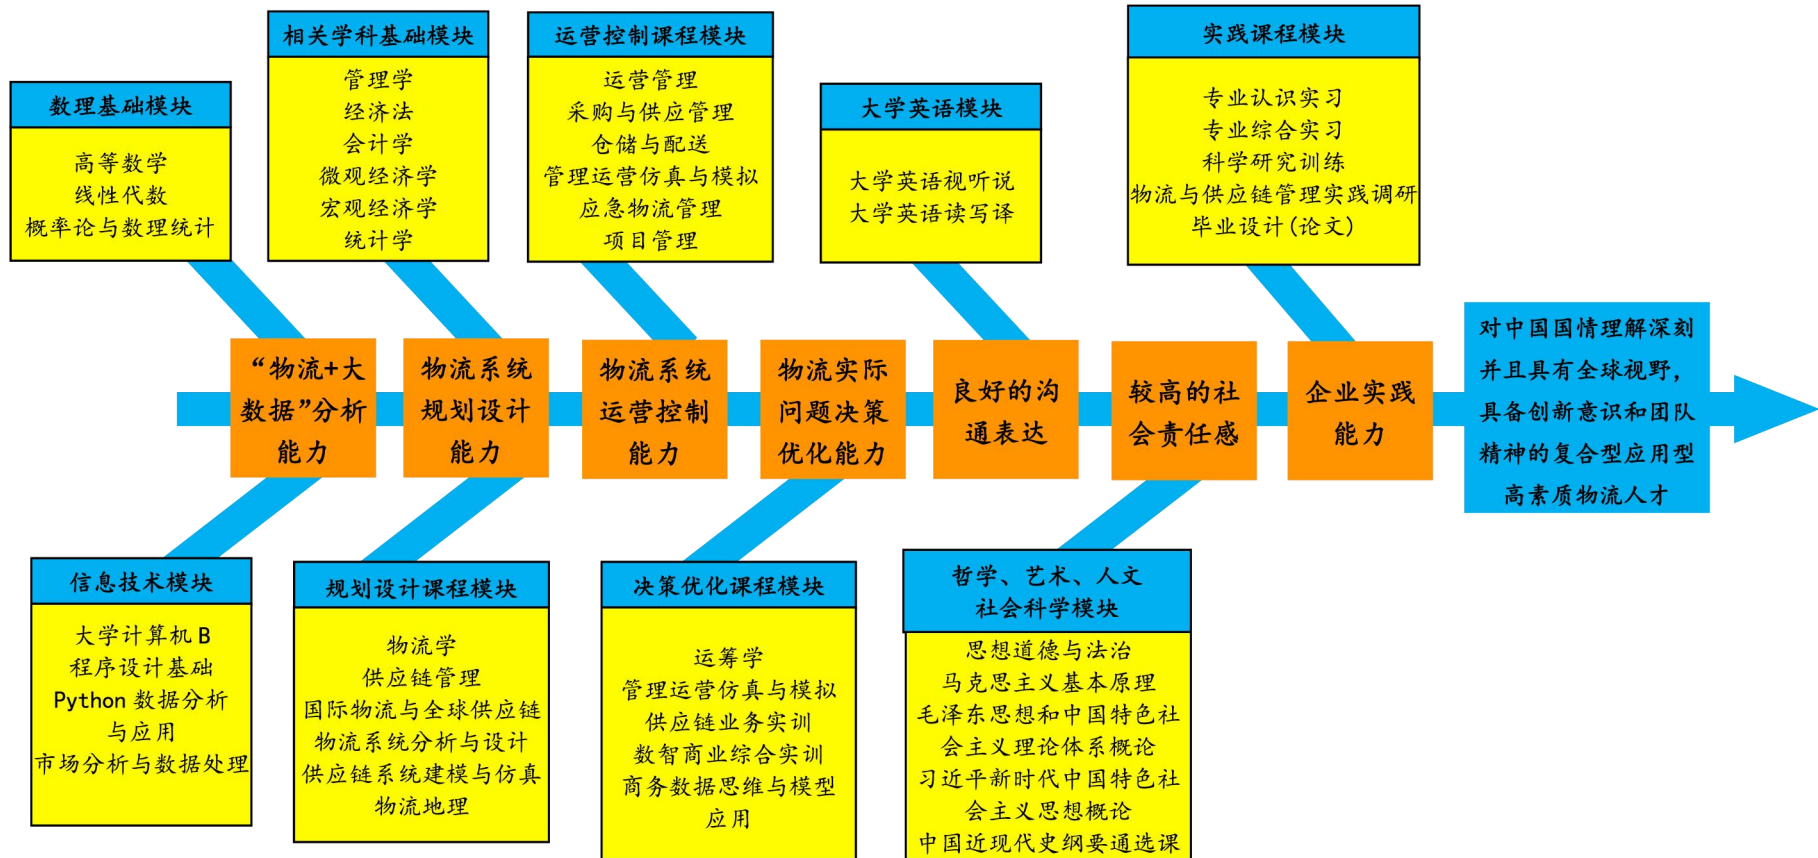 相关学科基础模块
管理学
经济法
会计学
微观经济学
宏观经济学
统计学
运营控制课程模块
运营管理
采购与供应管理
仓储与配送
管理运营仿真与模拟
应急物流管理
项目管理
实践课程模块
专业认识实习
专业综合实习
科学研究训练
物流与供应链管理实践调研
毕业设计(论文)
数理基础模块
高等数学
线性代数
概率论与数理统计
大学英语模块
大学英语视听说
大学英语读写译
“物流+大
数据”分析
能力
物流系统
规划设计
能力
物流系统
运营控制
能力
物流实际
问题决策
优化能力
良好的沟
通表达
较高的社
会责任感
企业实践
能力
对中国国情理解深刻
并且具有全球视野,
具备创新意识和团队
精神的复合型应用型
高素质物流人才
信息技术模块
大学计算机 B
程序设计基础
Python 数据分析
与应用
市场分析与数据处理
规划设计课程模块
物流学
供应链管理
国际物流与全球供应链
物流系统分析与设计
供应链系统建模与仿真
物流地理
决策优化课程模块
运筹学
管理运营仿真与模拟
供应链业务实训
数智商业综合实训
商务数据思维与模型
应用
哲学、艺术、人文
社会科学模块
思想道德与法治
马克思主义基本原理
毛泽东思想和中国特色社
会主义理论体系概论
习近平新时代中国特色社
会主义思想概论
中国近现代史纲要通选课